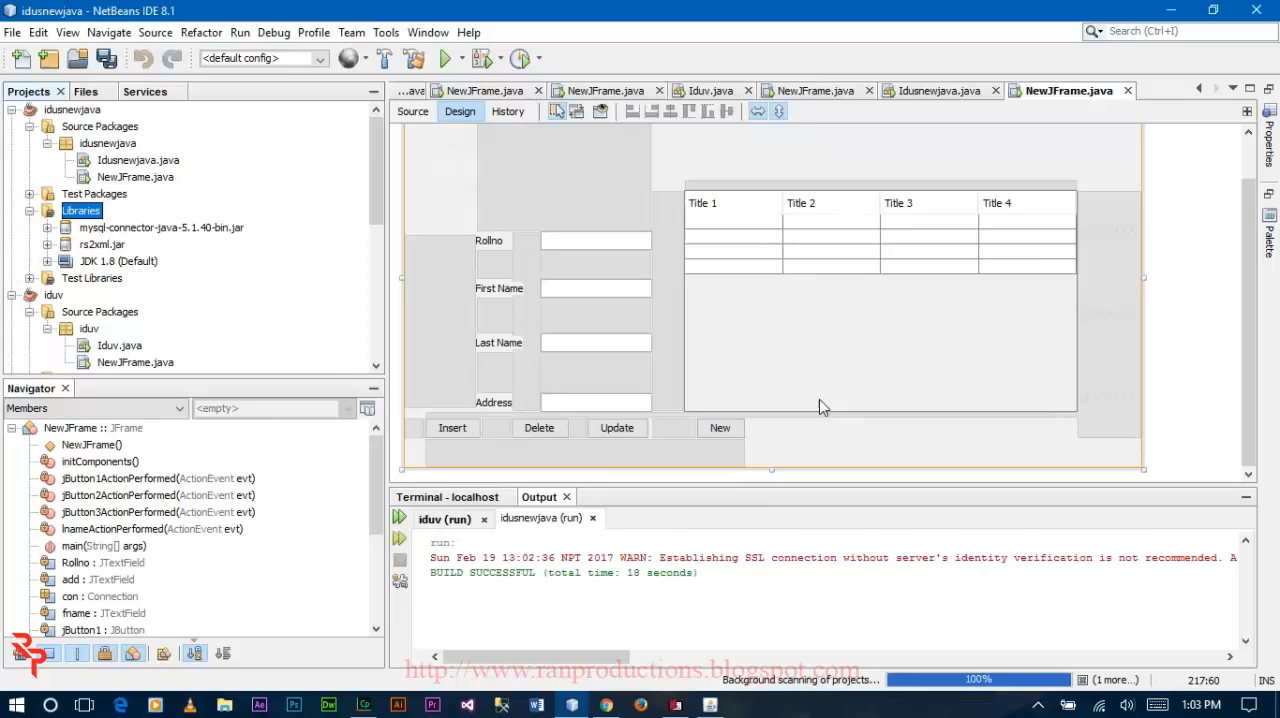 idusnewjava - NetBeans IDE 8.1
File Edit View Navigate Source Refactor Run Debug Profile Team Tools Window Help
Search (Ctrl+I)
<default config>
Projects Files Services
...ava NewJFrame.java NewJFrame.java Iduv.java NewJFrame.java Idusnewjava.java NewJFrame.java
Source Design History
idusnewjava
Source Packages
idusnewjava
Idusnewjava.java
NewJFrame.java
Test Packages
Libraries
mysql-connector-java-5.1.40-bin.jar
rs2xml.jar
JDK 1.8 (Default)
Test Libraries
iduv
Source Packages
iduv
Iduv.java
NewJFrame.java
Title 1 Title 2 Title 3 Title 4
Rollno
First Name
Last Name
Address
Insert Delete Update New
Properties
Palette
Navigator
Members
<empty>
NewJFrame :: JFrame
NewJFrame()
initComponents()
jButton1ActionPerformed(ActionEvent evt)
jButton2ActionPerformed(ActionEvent evt)
jButton3ActionPerformed(ActionEvent evt)
lnameActionPerformed(ActionEvent evt)
main(String[] args)
Rollno : JTextField
add : JTextField
con : Connection
fname : JTextField
jButton1 : JButton
Terminal - localhost Output
iduv (run) idusnewjava (run)
run:
Sun Feb 19 13:02:36 NPT 2017 WARN: Establishing SSL connection without server's identity verification is not recommended. A
BUILD SUCCESSFUL (total time: 18 seconds)
RP
http://www.ranproductions.blogspot.com
Background scanning of projects... 100% (1 more...) 217:60 INS
1:03 PM